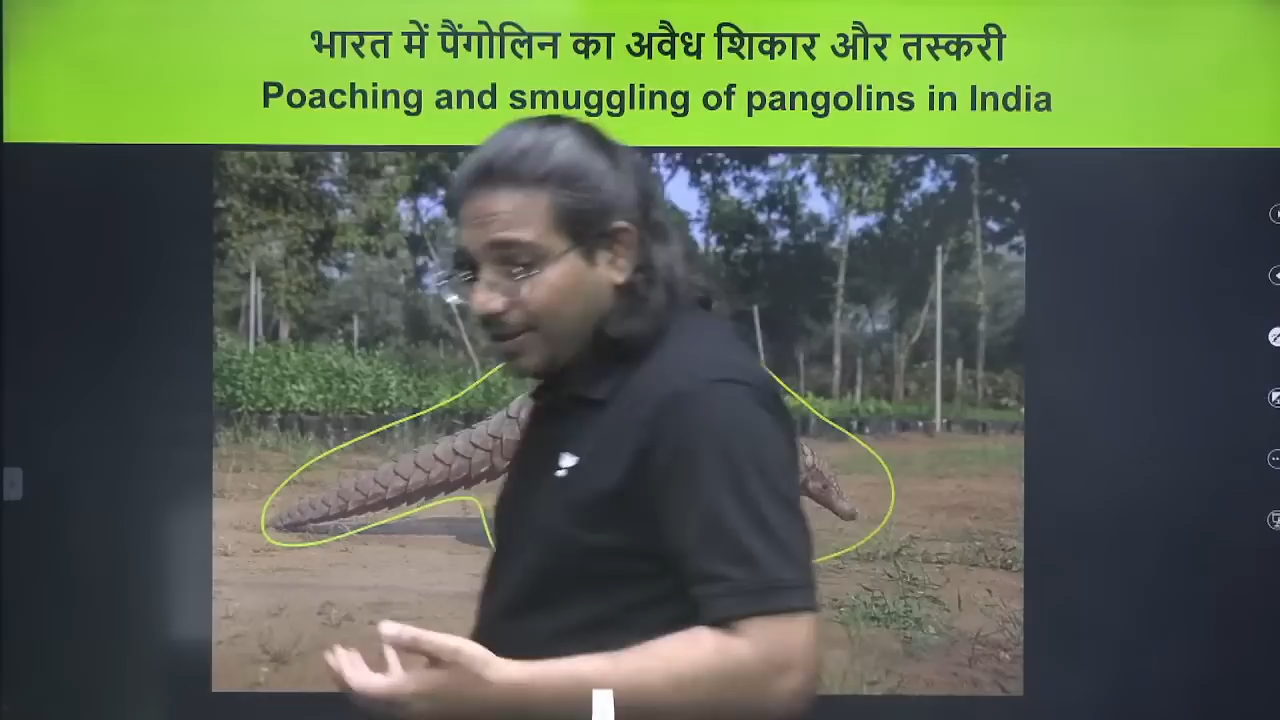 भारत में पैंगोलिन का अवैध शिकार और तस्करी
Poaching and smuggling of pangolins in India